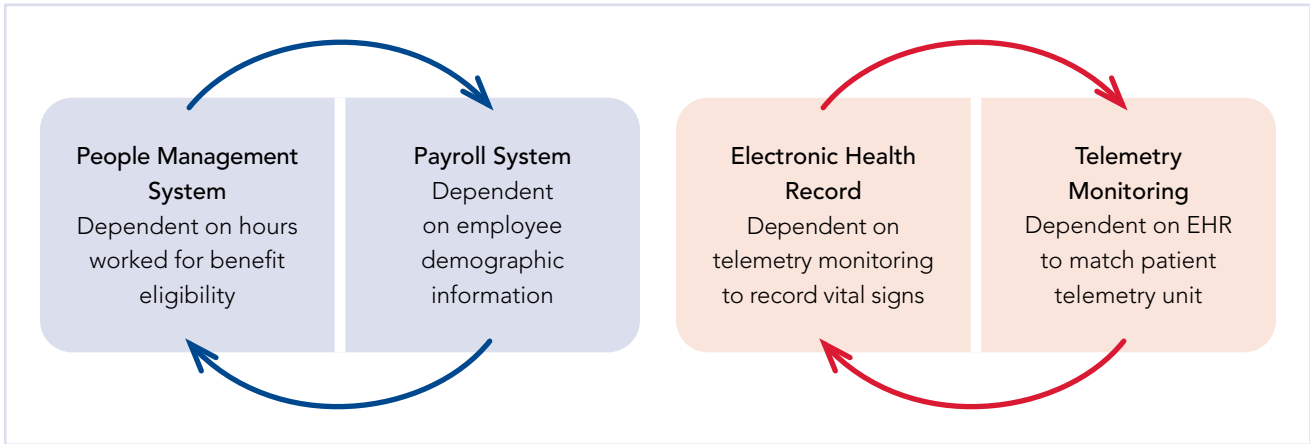 People Management
System
Dependent on hours
worked for benefit
eligibility
Payroll System
Dependent
on employee
demographic
information
Electronic Health
Record
Dependent on
telemetry monitoring
to record vital signs
Telemetry
Monitoring
Dependent on EHR
to match patient
telemetry unit